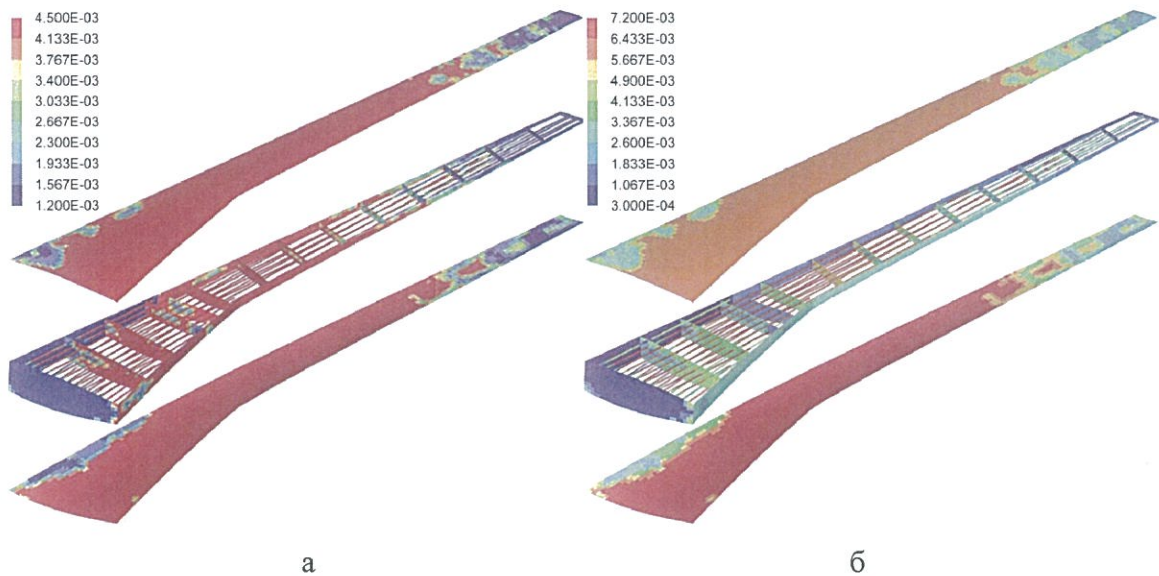 4.500E-03
4.133E-03
3.767E-03
3.400E-03
3.033E-03
2.667E-03
2.300E-03
1.933E-03
1.567E-03
1.200E-03
7.200E-03
6.433E-03
5.667E-03
4.900E-03
4.133E-03
3.367E-03
2.600E-03
1.833E-03
1.067E-03
3.000E-04
а
б